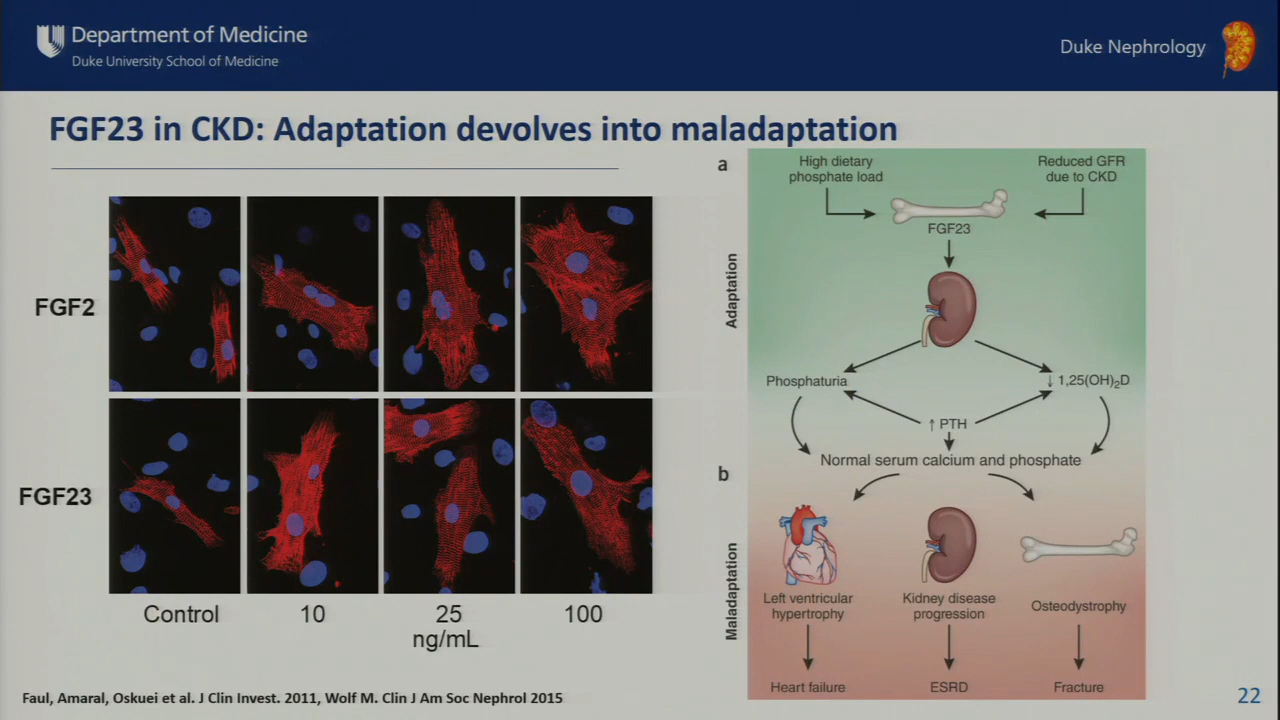 Department of Medicine
Duke University School of Medicine
Duke Nephrology
FGF23 in CKD: Adaptation devolves into maladaptation
FGF2
FGF23
Control
10
25
100
ng/mL
a
High dietary
phosphate load
Reduced GFR
due to CKD
FGF23
Adaptation
Phosphaturia
↓ 1,25(OH)₂D
↑ PTH
Normal serum calcium and phosphate
b
Maladaptation
Left ventricular
hypertrophy
Kidney disease
progression
Osteodystrophy
Heart failure
ESRD
Fracture
Faul, Amaral, Oskuei et al. J Clin Invest. 2011, Wolf M. Clin J Am Soc Nephrol 2015
22